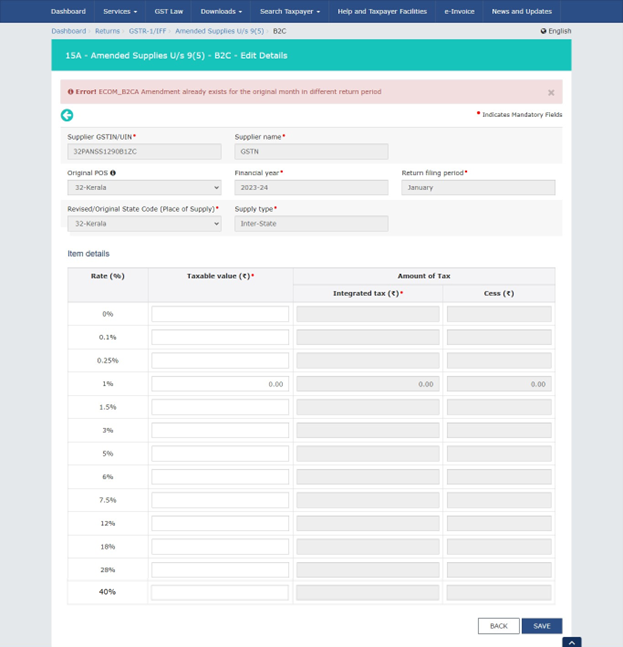 Dashboard Services GST Law Downloads Search Taxpayer Help and Taxpayer Facilities e-Invoice News and Updates
Dashboard Returns GSTR-1/IFF Amended Supplies U/s 9(5) B2C English
15A - Amended Supplies U/s 9(5) - B2C - Edit Details
Error! ECOM_B2CA Amendment already exists for the original month in different return period ×
• Indicates Mandatory Fields
Supplier GSTIN/UIN• Supplier name•
32PANSS1290B1ZC GSTN
Original POS Financial year• Return filing period•
32-Kerala 2023-24 January
Revised/Original State Code (Place of Supply)• Supply type•
32-Kerala Inter-State
Item details
Rate (%) Taxable value (₹)• Amount of Tax
Integrated tax (₹)• Cess (₹)
0%
0.1%
0.25%
1% 0.00 0.00 0.00
1.5%
3%
5%
6%
7.5%
12%
18%
28%
40%
BACK SAVE